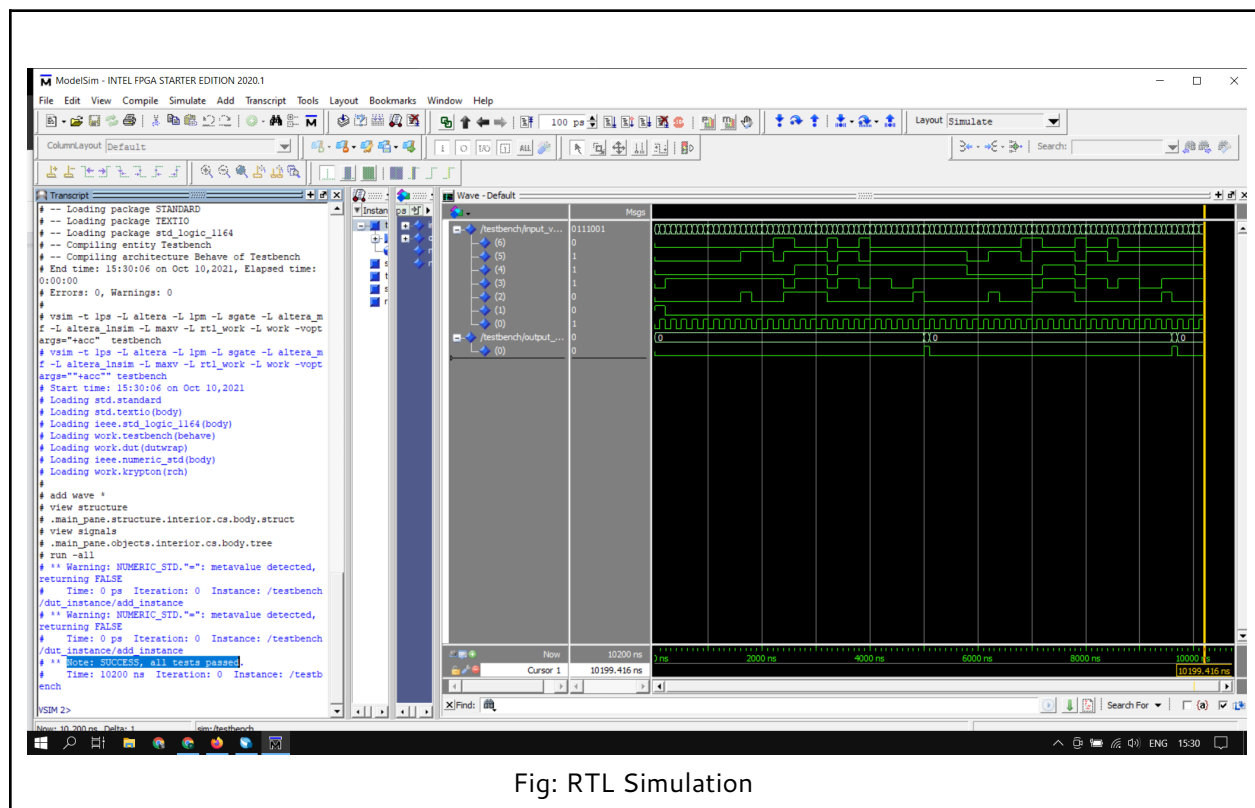 ModelSim - INTEL FPGA STARTER EDITION 2020.1
File Edit View Compile Simulate Add Transcript Tools Layout Bookmarks Window Help
100 ps
Layout Simulate
ColumnLayout Default
ALL
Search:
Transcript
# -- Loading package STANDARD
# -- Loading package TEXTIO
# -- Loading package std_logic_1164
# -- Compiling entity Testbench
# -- Compiling architecture Behave of Testbench
# End time: 15:30:06 on Oct 10,2021, Elapsed time:
0:00:00
# Errors: 0, Warnings: 0
#
# vsim -t 1ps -L altera -L lpm -L sgate -L altera_m
f -L altera_lnsim -L maxv -L rtl_work -L work -vopt
args="+acc"  testbench
# vsim -t 1ps -L altera -L lpm -L sgate -L altera_m
f -L altera_lnsim -L maxv -L rtl_work -L work -vopt
args=""+acc"" testbench
# Start time: 15:30:06 on Oct 10,2021
# Loading std.standard
# Loading std.textio(body)
# Loading ieee.std_logic_1164(body)
# Loading work.testbench(behave)
# Loading work.dut(dutwrap)
# Loading ieee.numeric_std(body)
# Loading work.krypton(rch)
#
# add wave *
# view structure
# .main_pane.structure.interior.cs.body.struct
# view signals
# .main_pane.objects.interior.cs.body.tree
# run -all
# ** Warning: NUMERIC_STD."=": metavalue detected,
returning FALSE
#    Time: 0 ps  Iteration: 0  Instance: /testbench
/dut_instance/add_instance
# ** Warning: NUMERIC_STD."=": metavalue detected,
returning FALSE
#    Time: 0 ps  Iteration: 0  Instance: /testbench
/dut_instance/add_instance
# ** Note: SUCCESS, all tests passed.
#    Time: 10200 ns  Iteration: 0  Instance: /testb
ench
VSIM 2>
Instan
ps
Wave - Default
Msgs
/testbench/input_v... 0111001
(6) 0
(5) 1
(4) 1
(3) 1
(2) 0
(1) 0
(0) 1
/testbench/output_... 0
(0) 0
Now 10200 ns
Cursor 1 10199.416 ns
ns 2000 ns 4000 ns 6000 ns 8000 ns 10000
10199.416 ns
Find:
Search For
(a)
Now: 10,200 ns Delta: 1 sim:/testbench
ENG 15:30
Fig: RTL Simulation